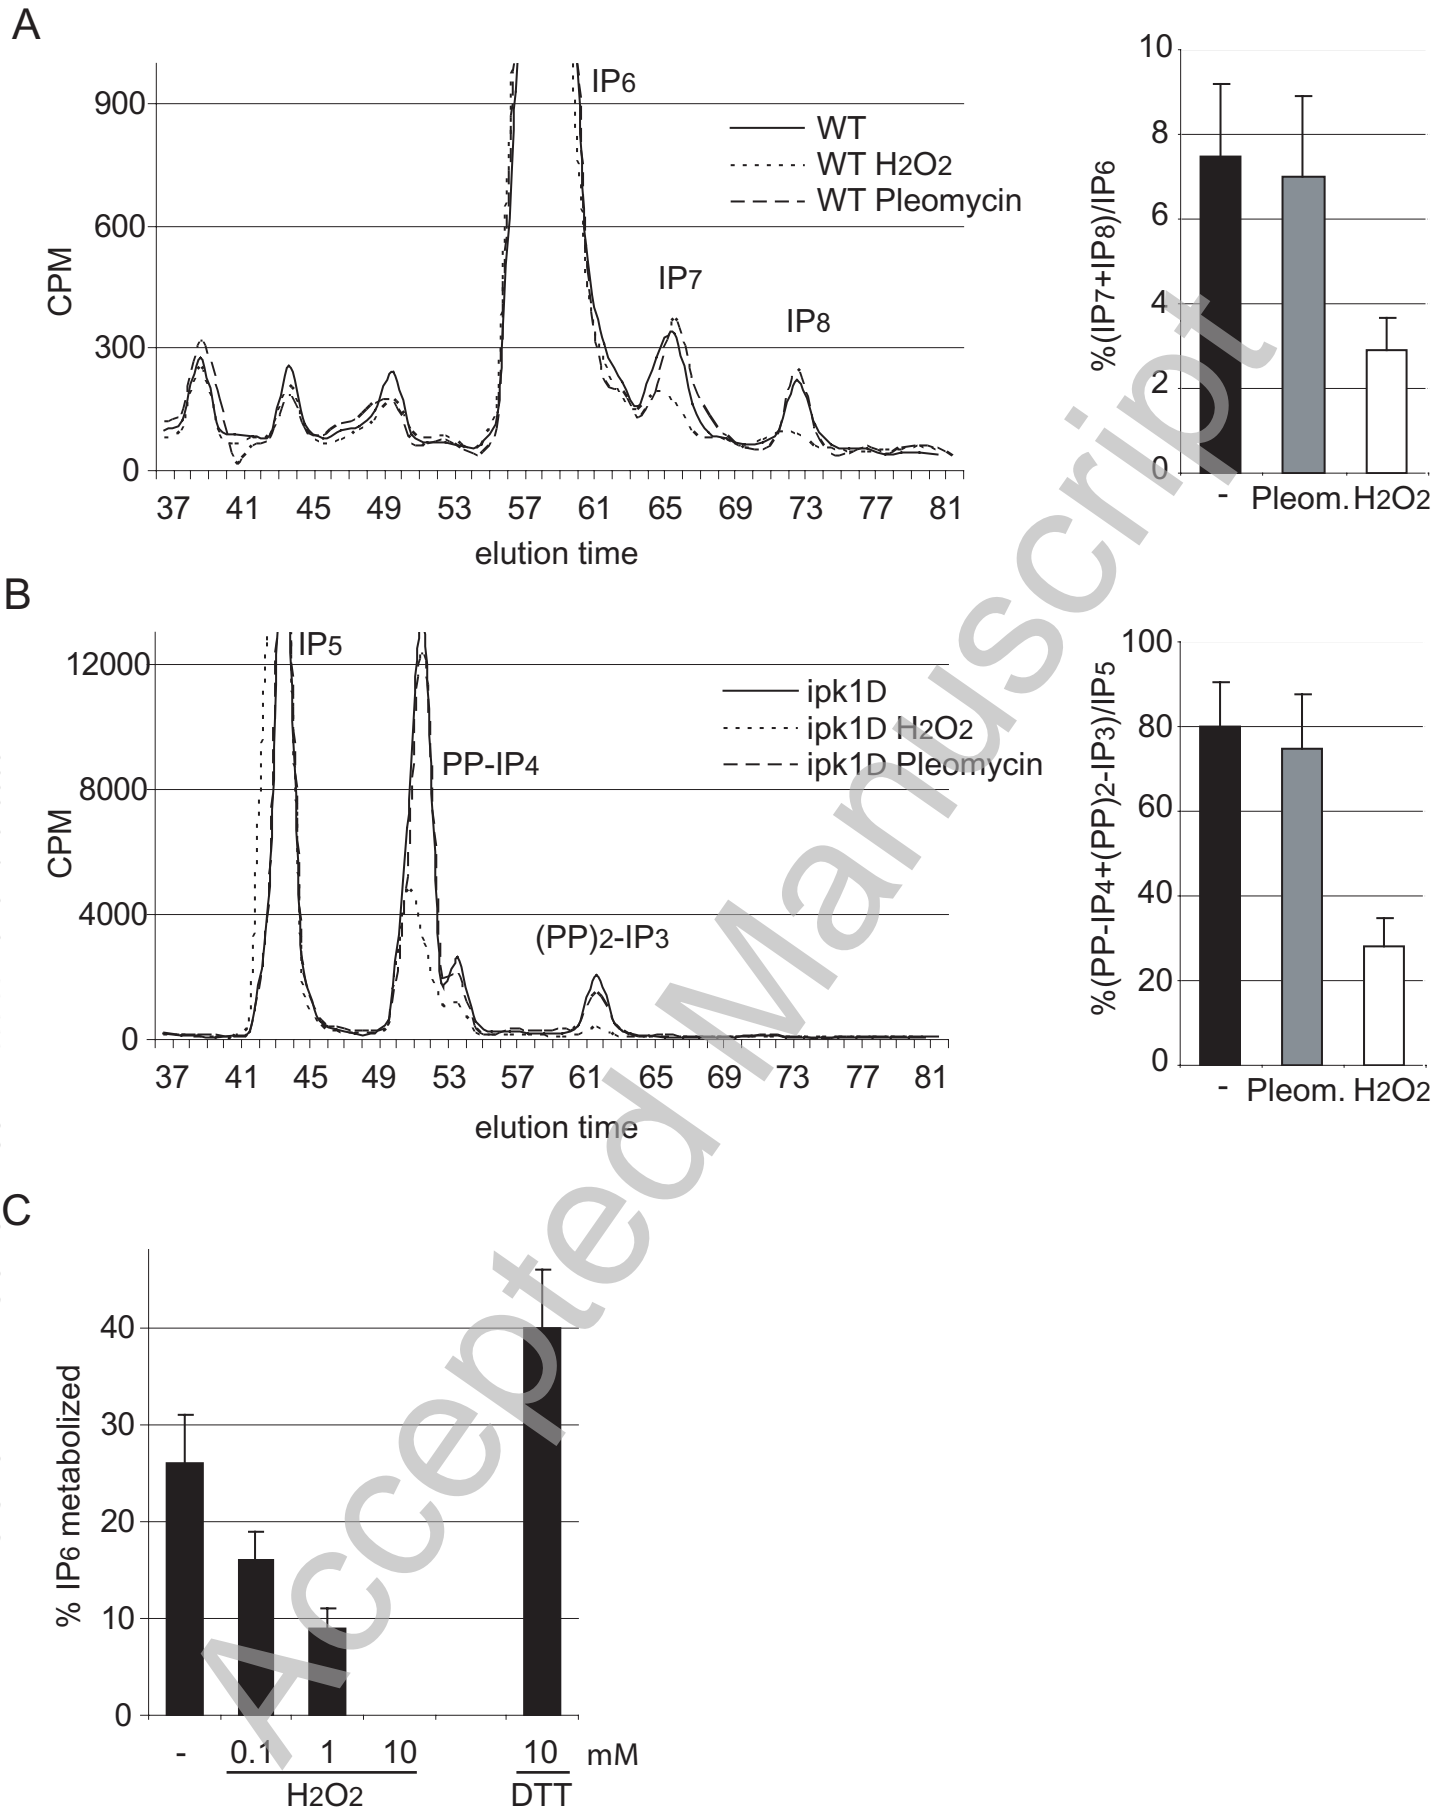 A
900
600
300
0
CPM
IP6
WT
WT H2O2
WT Pleomycin
IP7
IP8
37 41 45 49 53 57 61 65 69 73 77 81
elution time
10
8
6
4
2
0
%(IP7+IP8)/IP6
- Pleom. H2O2
B
12000
8000
4000
0
CPM
IP5
PP-IP4
ipk1D
ipk1D H2O2
ipk1D Pleomycin
(PP)2-IP3
37 41 45 49 53 57 61 65 69 73 77 81
elution time
100
80
60
40
20
0
%(PP-IP4+(PP)2-IP3)/IP5
- Pleom. H2O2
C
40
30
20
10
0
% IP6 metabolized
- 0.1 1 10 10 mM
H2O2 DTT
Accepted Manuscript